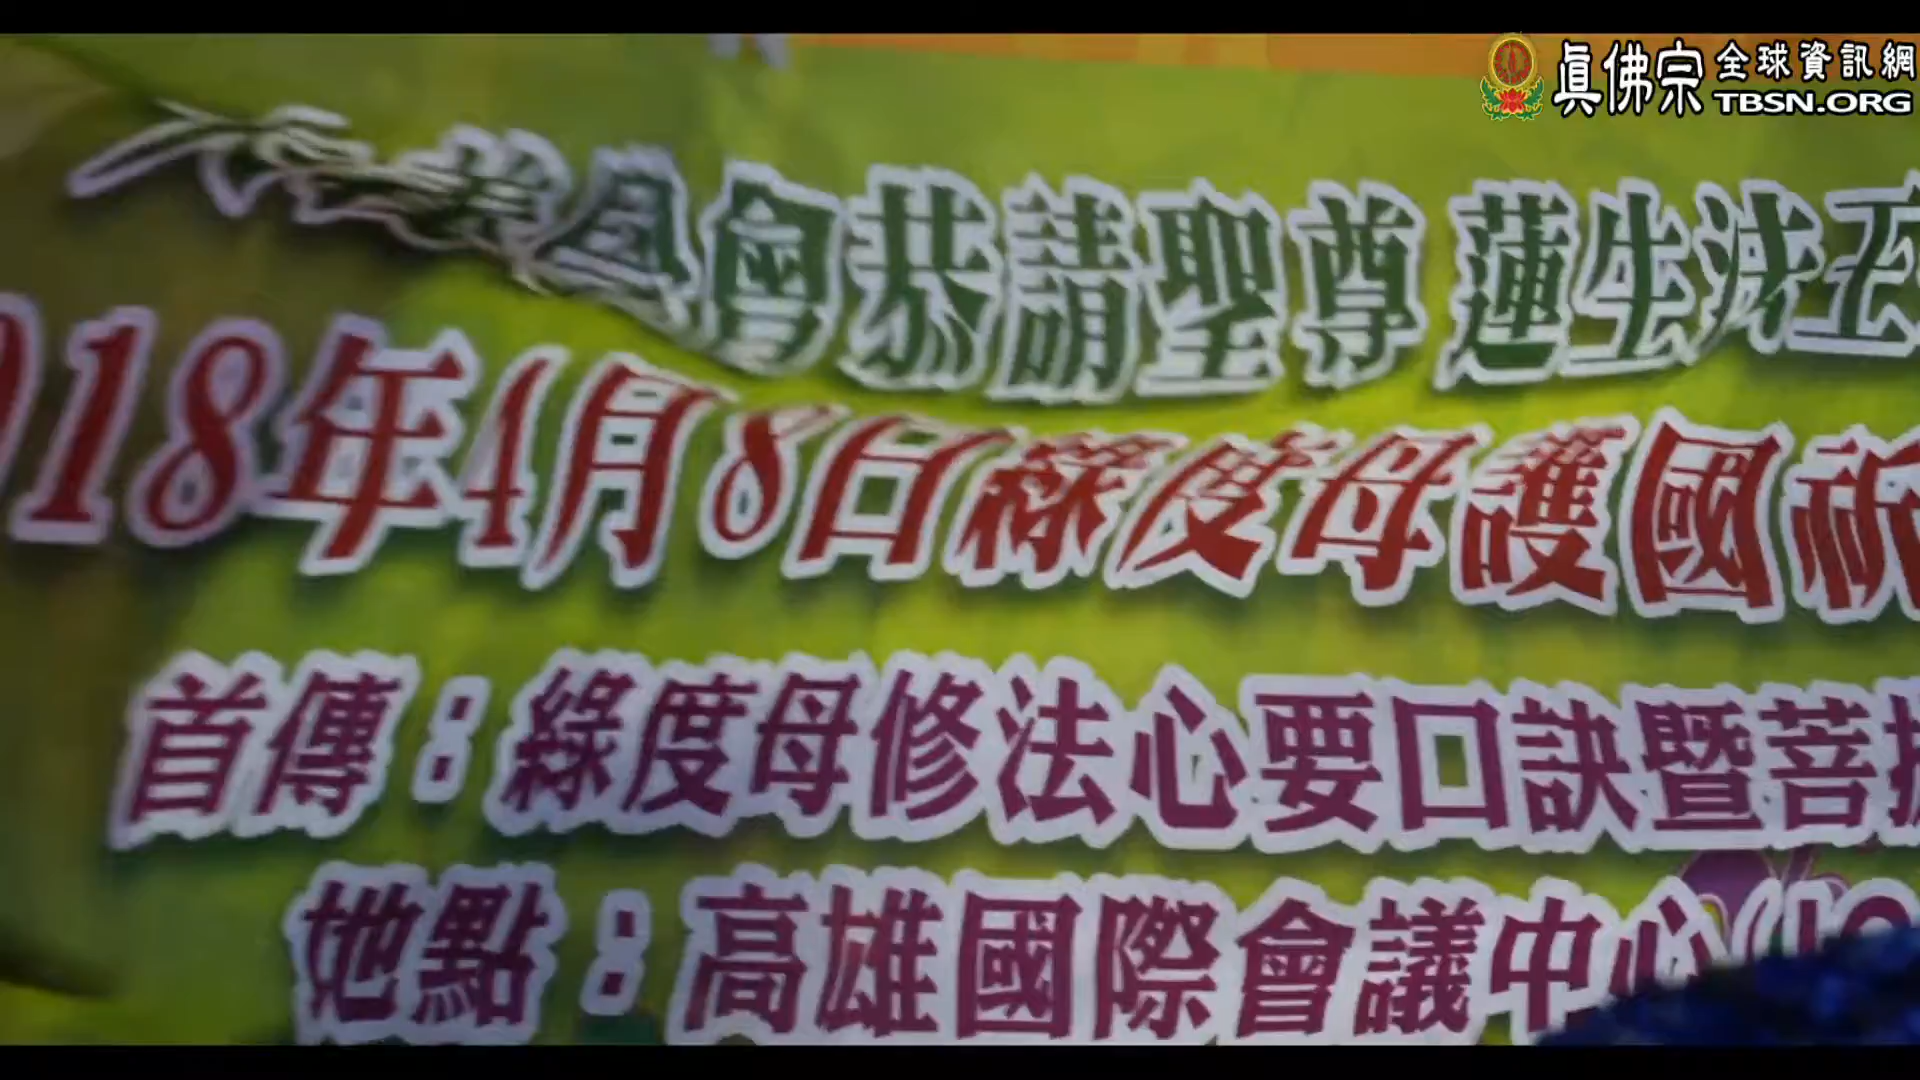 真佛宗 全球資訊網
TBSN.ORG
會恭請聖尊 蓮生活
18年4月8日綠度母護國祈
首傳：綠度母修法心要口訣暨菩
地點：高雄國際會議中心(